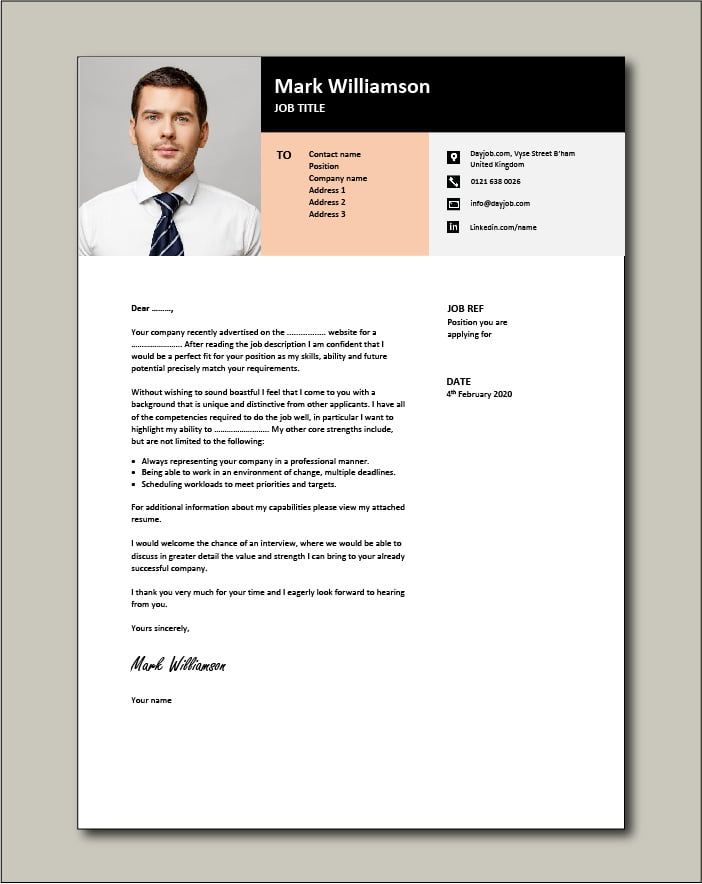 Mark Williamson
JOB TITLE
TO
Contact name
Position
Company name
Address 1
Address 2
Address 3
Dayjob.com, Vyse Street B'ham
United Kingdom
0121 638 0026
info@dayjob.com
Linkedin.com/name
in
Dear ………,
Your company recently advertised on the .................. website for a
......................... After reading the job description I am confident that I
would be a perfect fit for your position as my skills, ability and future
potential precisely match your requirements.
Without wishing to sound boastful I feel that I come to you with a
background that is unique and distinctive from other applicants. I have all
of the competencies required to do the job well, in particular I want to
highlight my ability to ......................... My other core strengths include,
but are not limited to the following:
• Always representing your company in a professional manner.
• Being able to work in an environment of change, multiple deadlines.
• Scheduling workloads to meet priorities and targets.
For additional information about my capabilities please view my attached
resume.
I would welcome the chance of an interview, where we would be able to
discuss in greater detail the value and strength I can bring to your already
successful company.
I thank you very much for your time and I eagerly look forward to hearing
from you.
Yours sincerely,
Mark Williamson
Your name
JOB REF
Position you are
applying for
DATE
4th February 2020